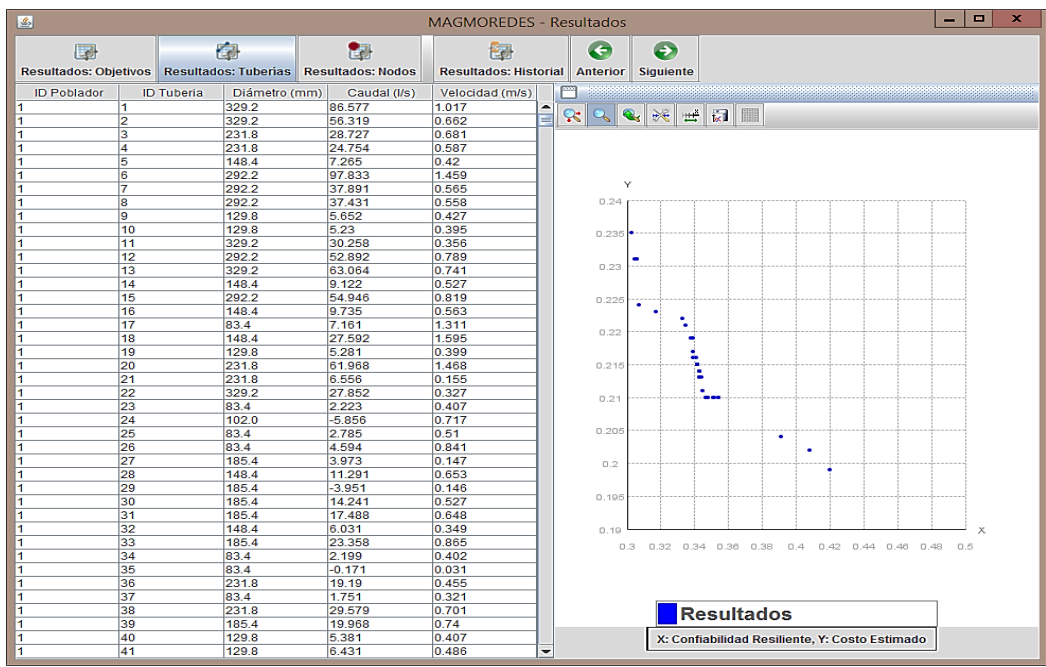 MAGMOREDES - Resultados
Resultados: Objetivos Resultados: Tuberias Resultados: Nodos Resultados: Historial Anterior Siguiente
ID Poblador ID Tuberia Diámetro (mm) Caudal (l/s) Velocidad (m/s)
1 1 329.2 86.577 1.017
1 2 329.2 56.319 0.662
1 3 231.8 28.727 0.681
1 4 231.8 24.754 0.587
1 5 148.4 7.265 0.42
1 6 292.2 97.833 1.459
1 7 292.2 37.891 0.565
1 8 292.2 37.431 0.558
1 9 129.8 5.652 0.427
1 10 129.8 5.23 0.395
1 11 329.2 30.258 0.356
1 12 292.2 52.892 0.789
1 13 329.2 63.064 0.741
1 14 148.4 9.122 0.527
1 15 292.2 54.946 0.819
1 16 148.4 9.735 0.563
1 17 83.4 7.161 1.311
1 18 148.4 27.592 1.595
1 19 129.8 5.281 0.399
1 20 231.8 61.968 1.468
1 21 231.8 6.556 0.155
1 22 329.2 27.852 0.327
1 23 83.4 2.223 0.407
1 24 102.0 -5.856 0.717
1 25 83.4 2.785 0.51
1 26 83.4 4.594 0.841
1 27 185.4 3.973 0.147
1 28 148.4 11.291 0.653
1 29 185.4 -3.951 0.146
1 30 185.4 14.241 0.527
1 31 185.4 17.488 0.648
1 32 148.4 6.031 0.349
1 33 185.4 23.358 0.865
1 34 83.4 2.199 0.402
1 35 83.4 -0.171 0.031
1 36 231.8 19.19 0.455
1 37 83.4 1.751 0.321
1 38 231.8 29.579 0.701
1 39 185.4 19.968 0.74
1 40 129.8 5.381 0.407
1 41 129.8 6.431 0.486
Y
0.24
0.235
0.23
0.225
0.22
0.215
0.21
0.205
0.2
0.195
0.19
X
0.3 0.32 0.34 0.36 0.38 0.4 0.42 0.44 0.46 0.48 0.5
Resultados
X: Confiabilidad Resiliente, Y: Costo Estimado